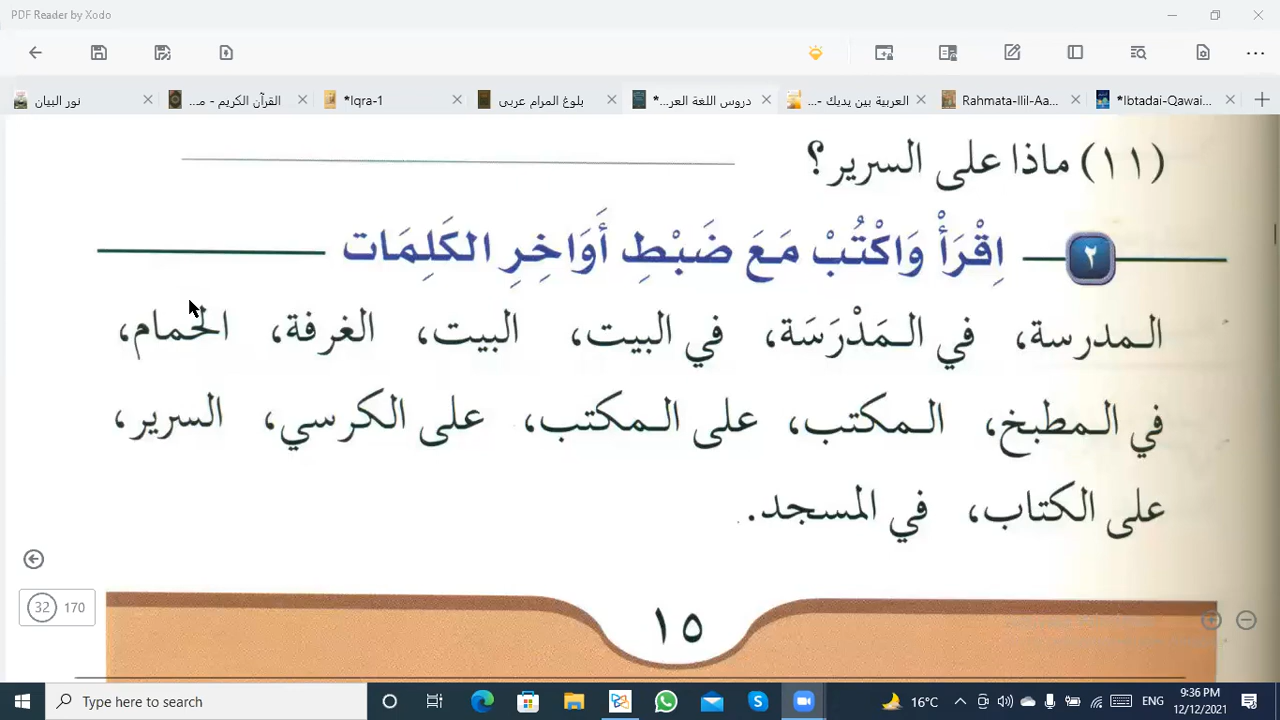 PDF Reader by Xodo
نور البيان
القرآن الكريم - مـ...
*Iqra-1
بلوغ المرام عربى
دروس اللغة العر...*
العربية بين يديك -...
Rahmata-Ilil-Aa...
*Ibtadai-Qawai...
(١١) ماذا على السرير؟
٢ اِقْرَأْ وَاكْتُبْ مَعَ ضَبْطِ أَوَاخِرِ الكَلِمَات
المدرسة، في المَدْرَسَة، في البيت، البيت، الغرفة، الحمام،
في المطبخ، المكتب، على المكتب، على الكرسي، السرير،
على الكتاب، في المسجد.
32 170
١٥
Type here to search
16°C
ENG
9:36 PM
12/12/2021